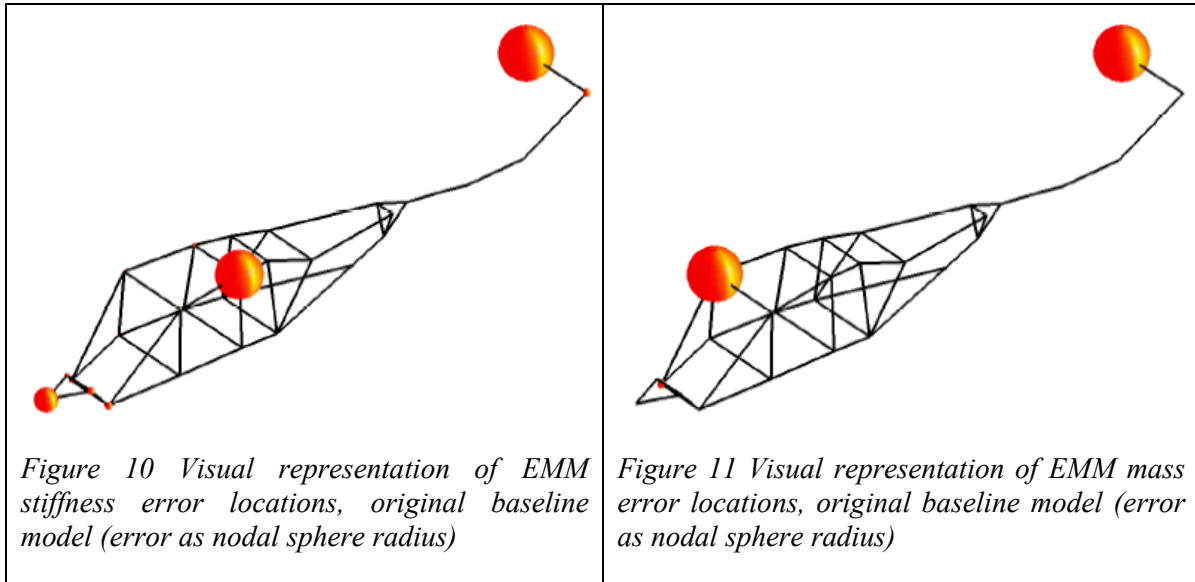 Figure 10 Visual representation of EMM
stiffness error locations, original baseline
model (error as nodal sphere radius)
Figure 11 Visual representation of EMM mass
error locations, original baseline model (error
as nodal sphere radius)